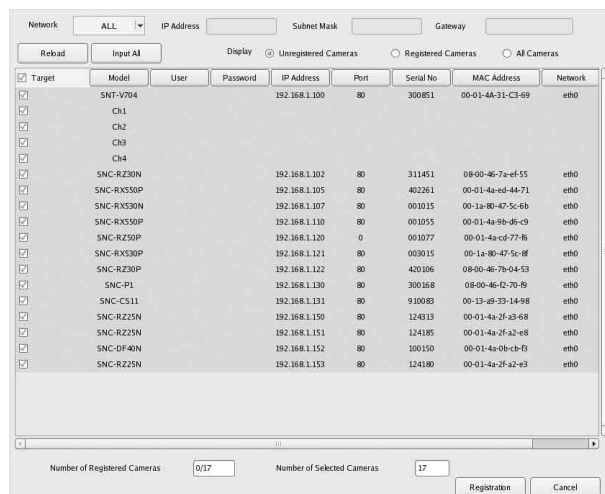 Network ALL IP Address Subnet Mask Gateway
Reload Input All Display Unregistered Cameras Registered Cameras All Cameras
Target Model User Password IP Address Port Serial No MAC Address Network
SNT-V704 192.168.1.100 80 300851 00-01-4A-31-C3-69 eth0
Ch1
Ch2
Ch3
Ch4
SNC-RZ30N 192.168.1.102 80 311451 08-00-46-7a-ef-55 eth0
SNC-RX550P 192.168.1.105 80 402261 00-01-4a-ed-44-71 eth0
SNC-RX530N 192.168.1.107 80 001015 00-1a-80-47-5c-6b eth0
SNC-RX550P 192.168.1.110 80 001055 00-01-4a-9b-d6-c9 eth0
SNC-RZ50P 192.168.1.120 0 001077 00-01-4a-cd-77-f6 eth0
SNC-RX530P 192.168.1.121 80 003015 00-1a-80-47-5c-8f eth0
SNC-RZ30P 192.168.1.122 80 420106 08-00-46-7b-04-53 eth0
SNC-P1 192.168.1.130 80 300168 08-00-46-f2-70-f9 eth0
SNC-CS11 192.168.1.131 80 910083 00-13-a9-33-14-98 eth0
SNC-RZ25N 192.168.1.150 80 124313 00-01-4a-2f-a3-68 eth0
SNC-RZ25N 192.168.1.151 80 124185 00-01-4a-2f-a2-e8 eth0
SNC-DF40N 192.168.1.152 80 100150 00-01-4a-0b-cb-f3 eth0
SNC-RZ25N 192.168.1.153 80 124180 00-01-4a-2f-a2-e3 eth0
Number of Registered Cameras 0/17 Number of Selected Cameras 17
Registration Cancel